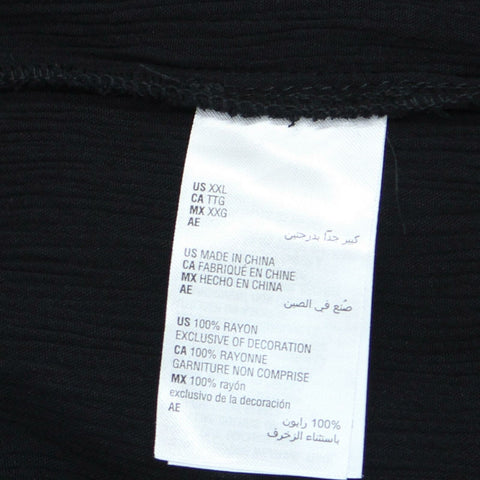 US XXL
CA TTG
MX XXG
AE
كبير جدًا بدرجتين
US MADE IN CHINA
CA FABRIQUÉ EN CHINE
MX HECHO EN CHINA
AE
صُنع في الصين
US 100% RAYON
EXCLUSIVE OF DECORATION
CA 100% RAYONNE
GARNITURE NON COMPRISE
MX 100% rayón
exclusivo de la decoración
AE
100% رايون
باستثناء الزخرف